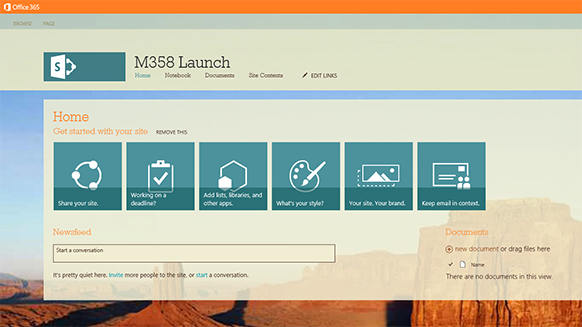 Office 365
BROWSE PAGE
S
M358 Launch
Home Notebook Documents Site Contents EDIT LINKS
Home
Get started with your site REMOVE THIS
Share your site.
Working on a
deadline?
Add lists, libraries, and
other apps.
What's your style?
Your site. Your brand.
Keep email in context.
Newsfeed
Start a conversation
It's pretty quiet here. Invite more people to the site, or start a conversation.
Documents
new document or drag files here
Name
There are no documents in this view.